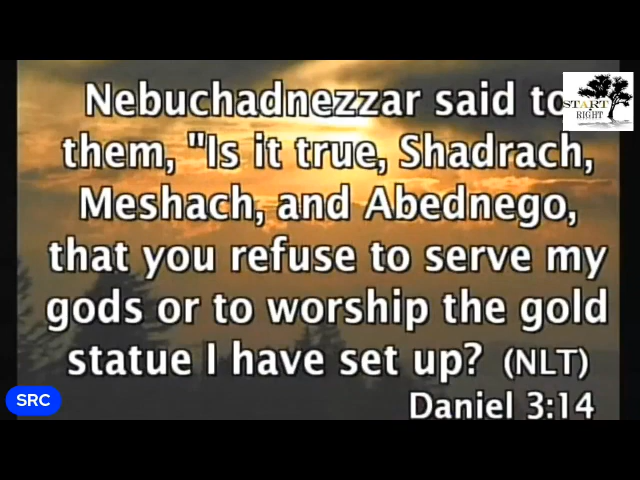 Nebuchadnezzar said to
them, "Is it true, Shadrach,
Meshach, and Abednego,
that you refuse to serve my
gods or to worship the gold
statue I have set up? (NLT)
Daniel 3:14
START
RIGHT
SRC